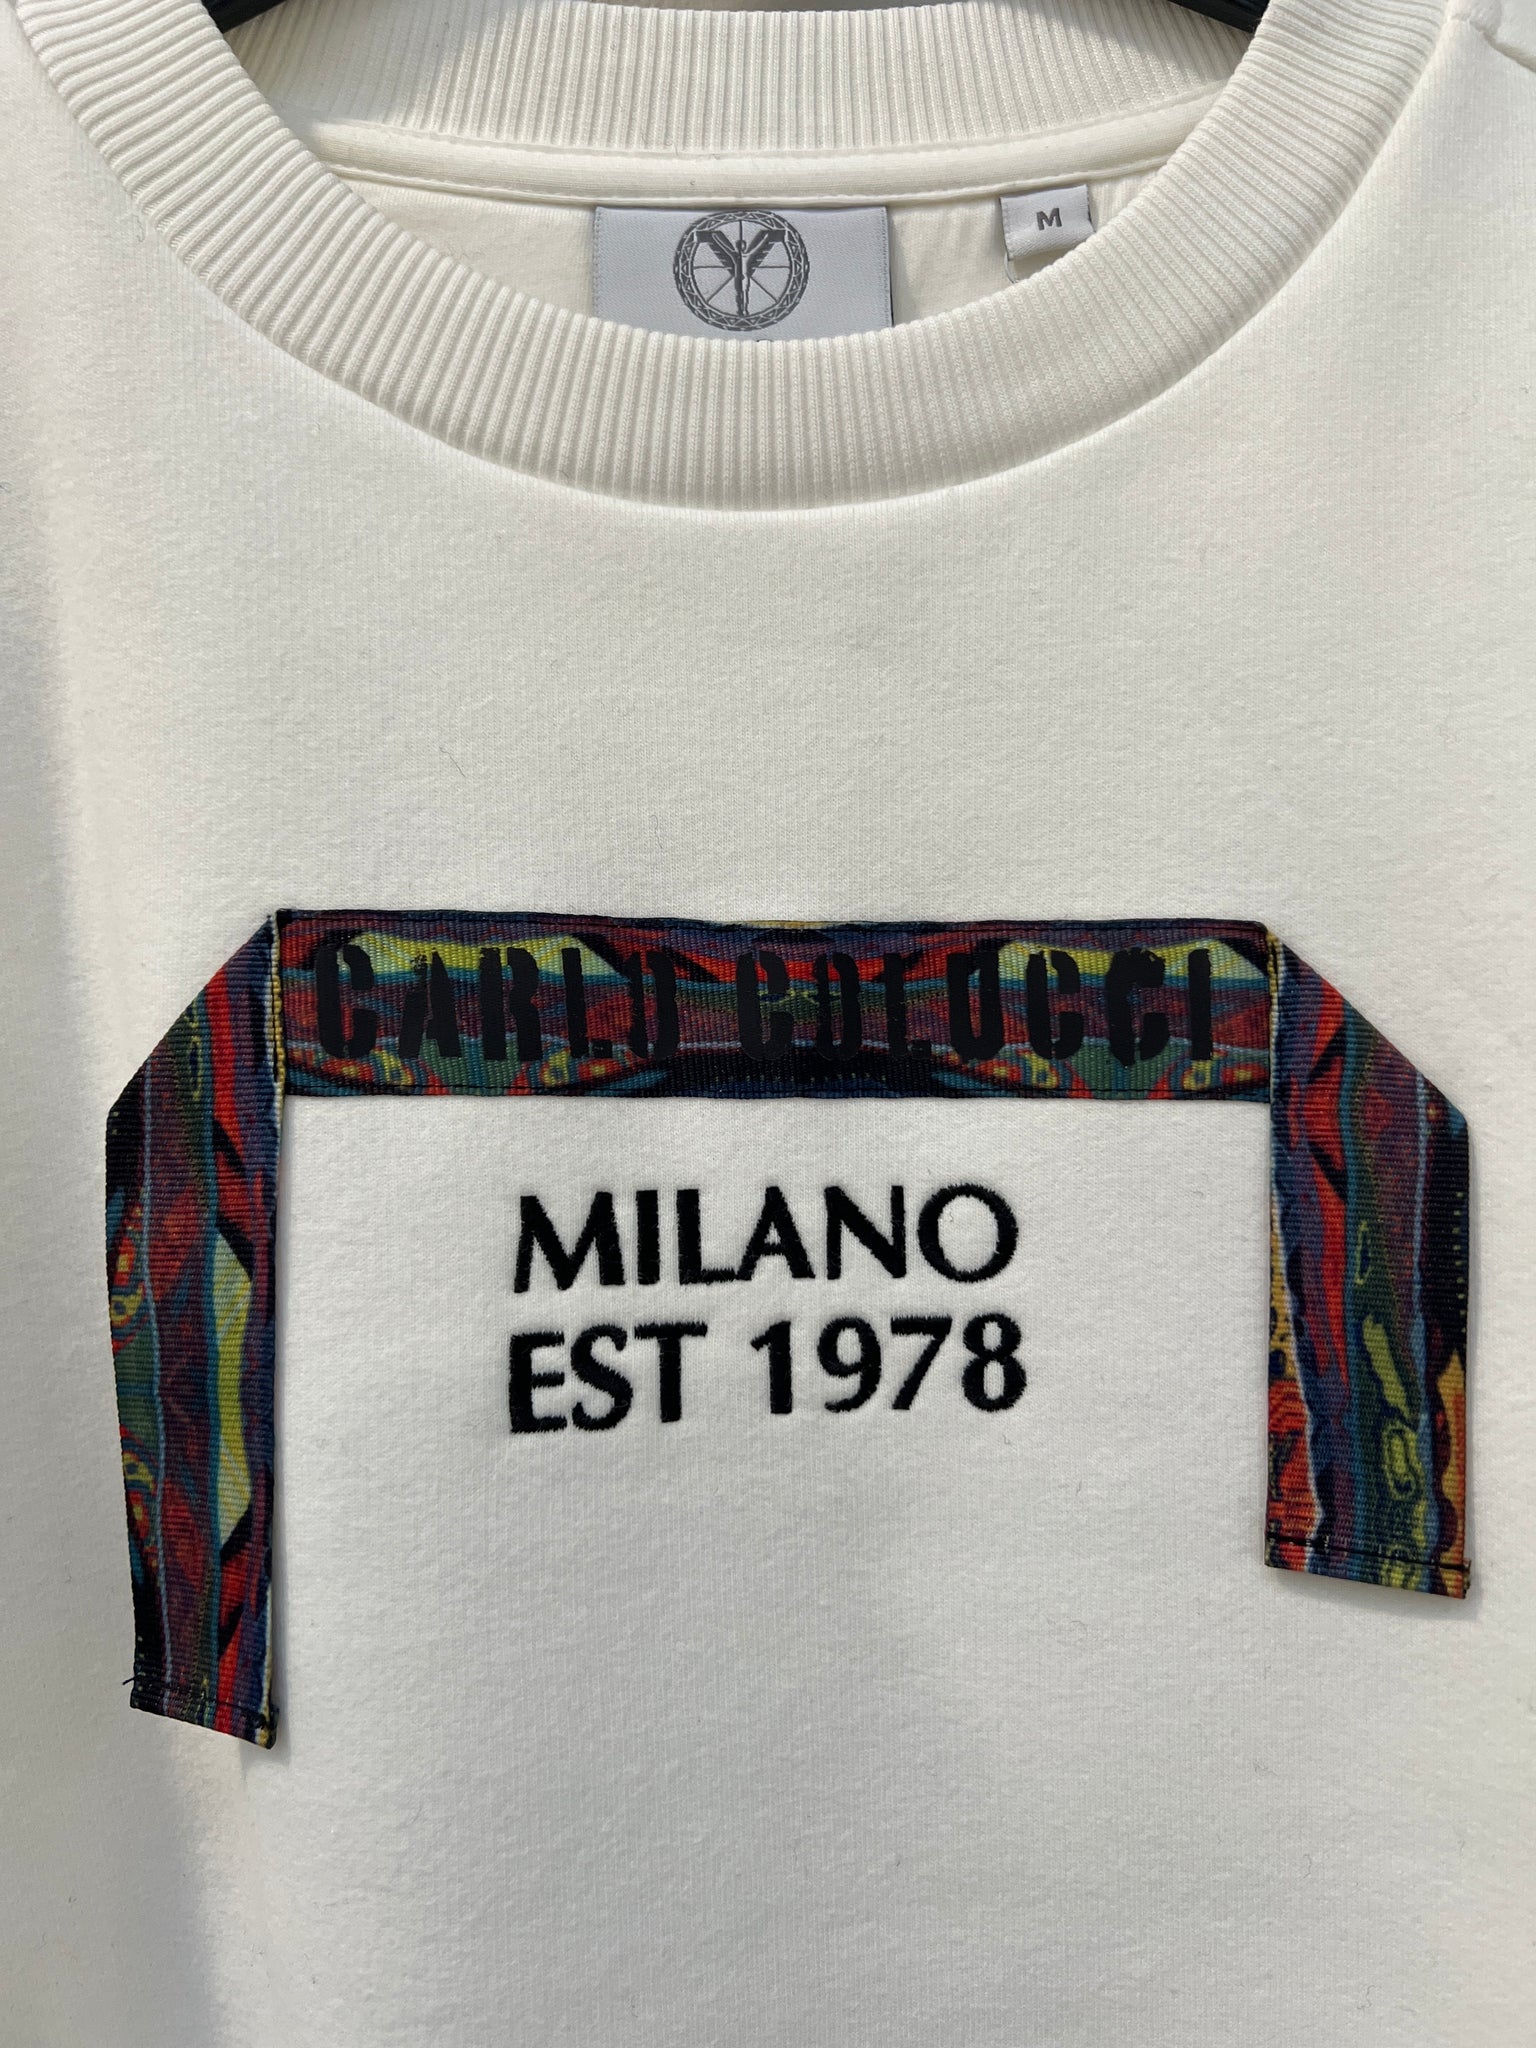 M
CARLO COLUCCI
MILANO
EST 1978